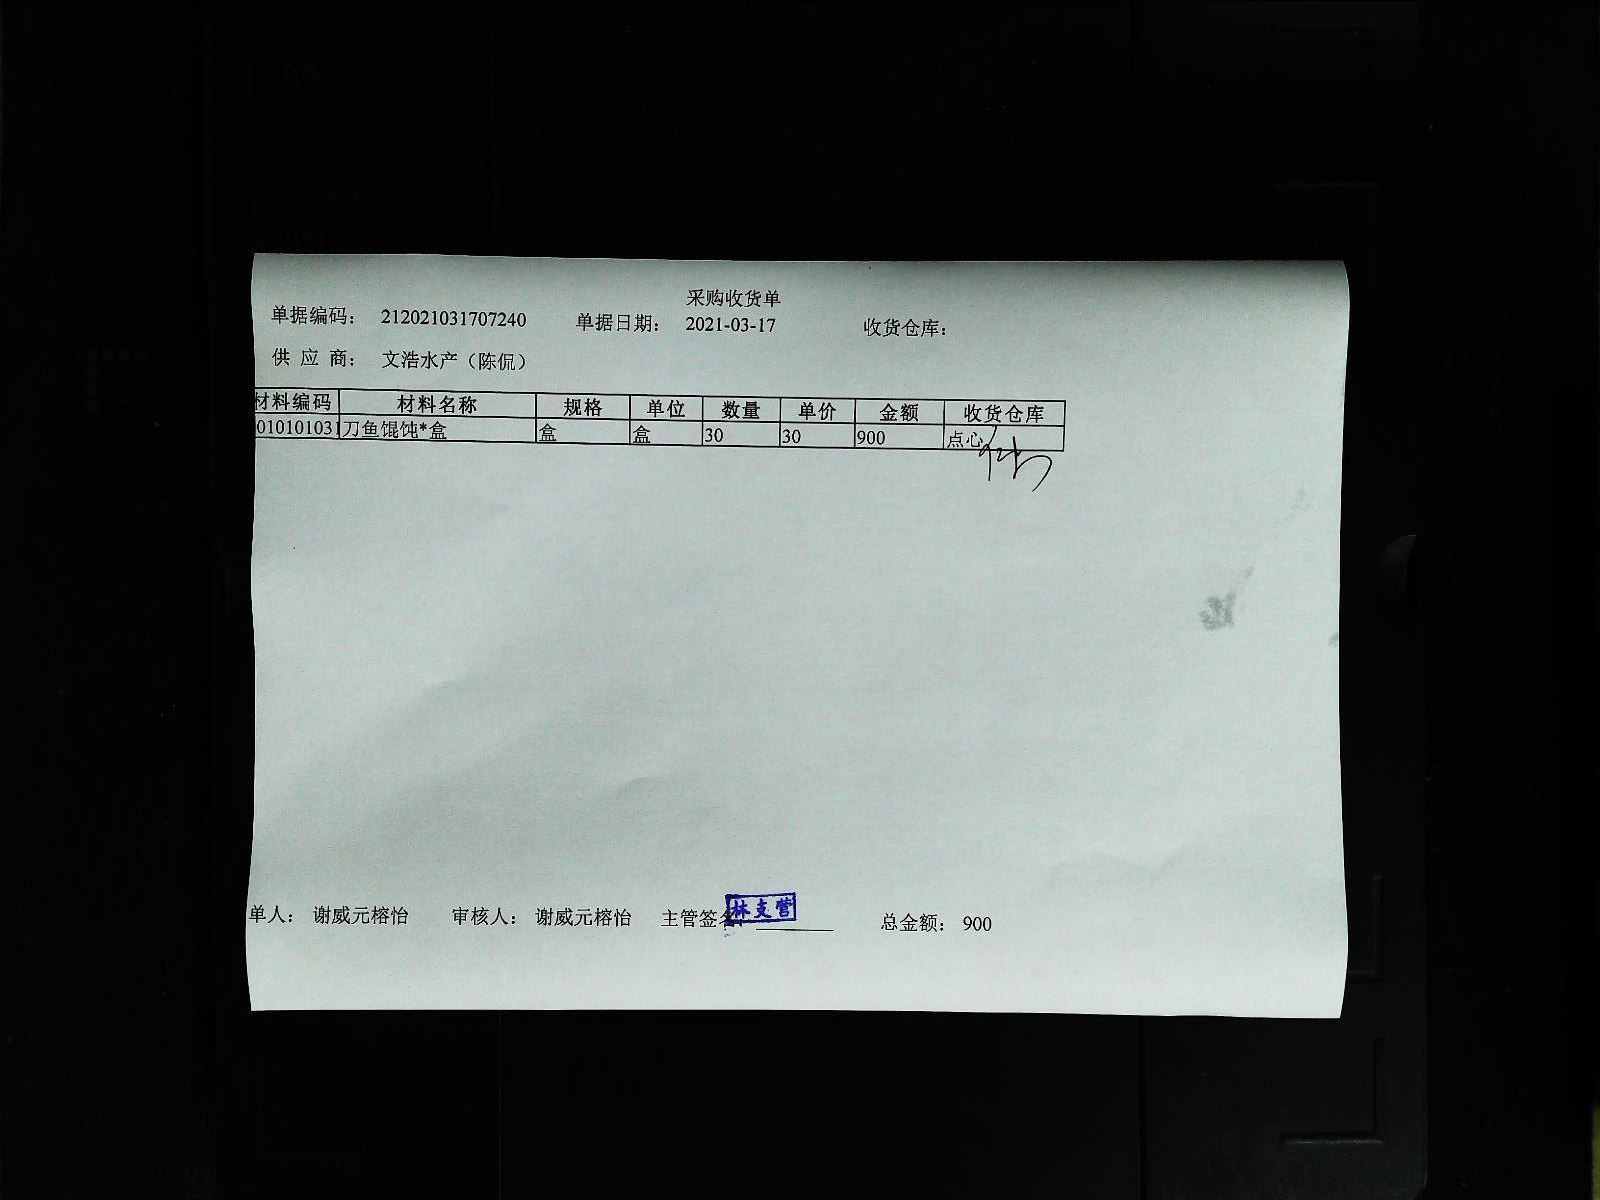 采购收货单
单据编码： 212021031707240 单据日期： 2021-03-17 收货仓库：
供 应 商： 文浩水产（陈侃）
材料编码 材料名称 规格 单位 数量 单价 金额 收货仓库
010101031 刀鱼馄饨*盒 盒 盒 30 30 900 点心
单人： 谢威元榕怡 审核人： 谢威元榕怡 主管签名： 林支营 总金额： 900